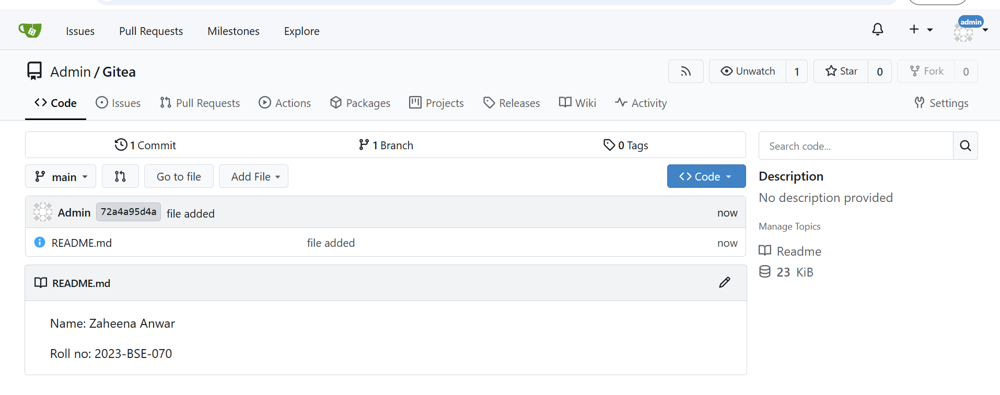 Issues Pull Requests Milestones Explore admin
Admin / Gitea Unwatch 1 Star 0 Fork 0
Code Issues Pull Requests Actions Packages Projects Releases Wiki Activity Settings
1 Commit 1 Branch 0 Tags Search code...
main Go to file Add File Code
Description
No description provided
Admin 72a4a95d4a file added now
Manage Topics
README.md file added now
Readme
23 KiB
README.md
Name: Zaheena Anwar
Roll no: 2023-BSE-070